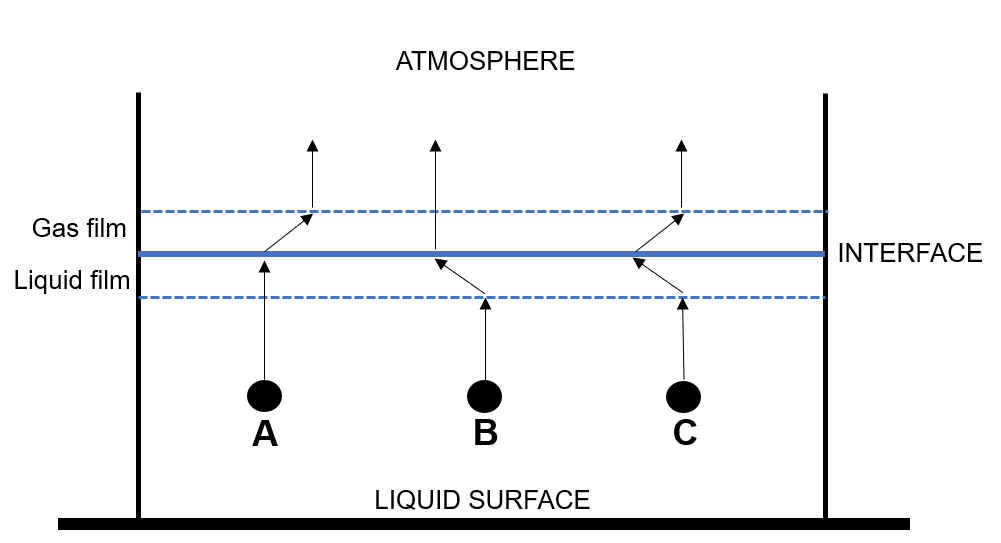 ATMOSPHERE
Gas film
INTERFACE
Liquid film
A
B
C
LIQUID SURFACE